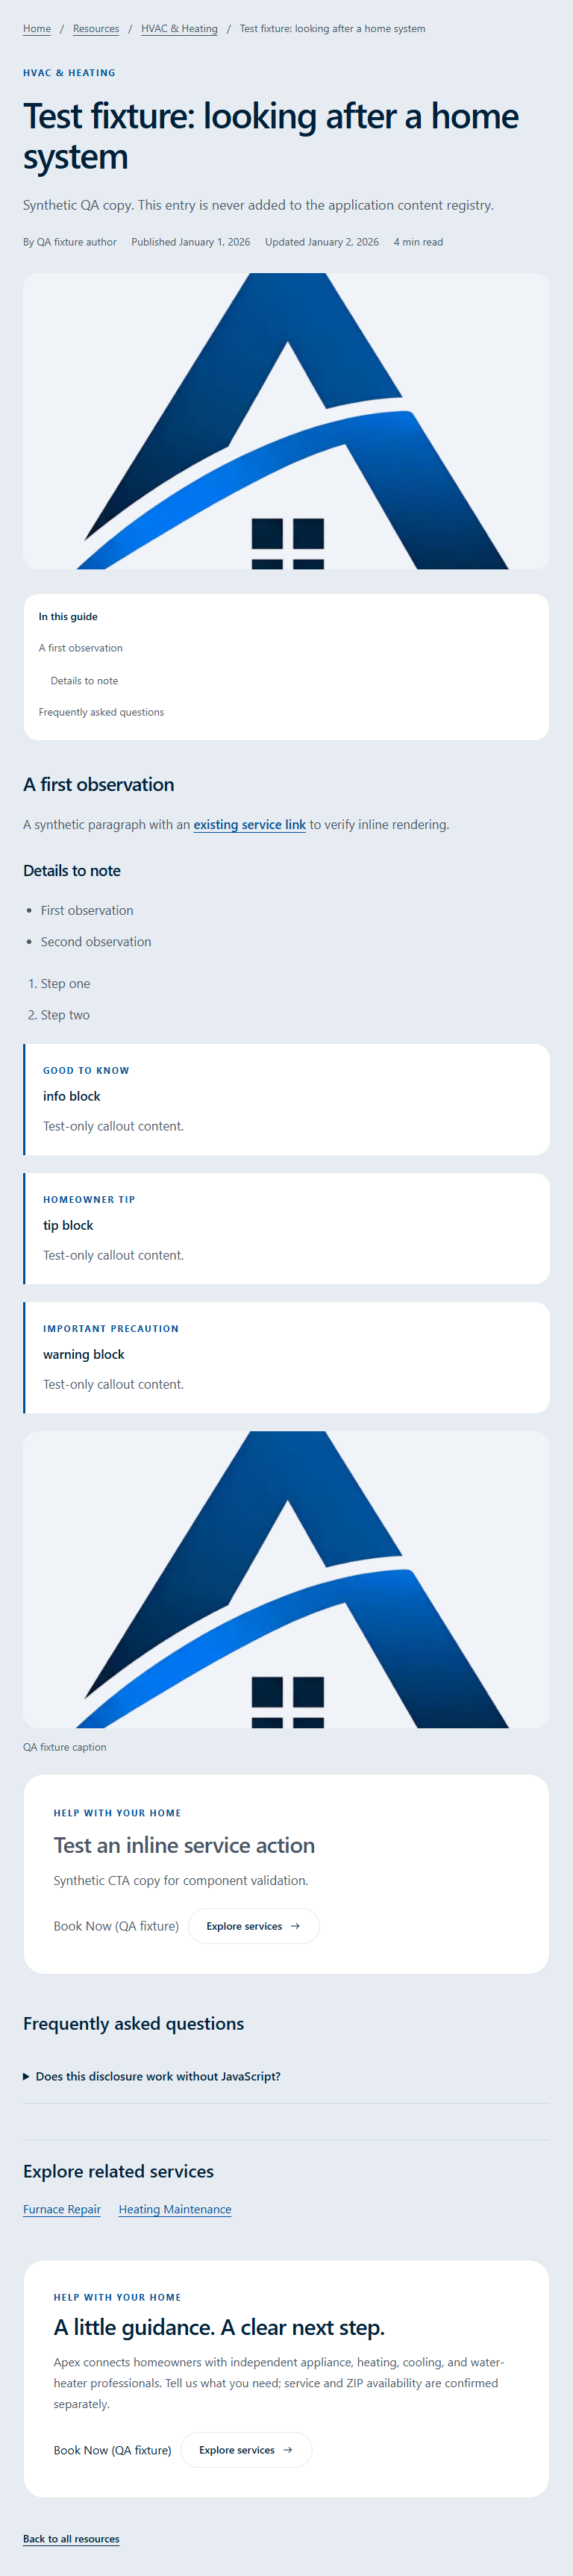 Home / Resources / HVAC & Heating / Test fixture: looking after a home system
HVAC & HEATING
Test fixture: looking after a home
system
Synthetic QA copy. This entry is never added to the application content registry.
By QA fixture author Published January 1, 2026 Updated January 2, 2026 4 min read
In this guide
A first observation
Details to note
Frequently asked questions
A first observation
A synthetic paragraph with an existing service link to verify inline rendering.
Details to note
• First observation
• Second observation
1. Step one
2. Step two
GOOD TO KNOW
info block
Test-only callout content.
HOMEOWNER TIP
tip block
Test-only callout content.
IMPORTANT PRECAUTION
warning block
Test-only callout content.
QA fixture caption
HELP WITH YOUR HOME
Test an inline service action
Synthetic CTA copy for component validation.
Book Now (QA fixture) Explore services →
Frequently asked questions
▶ Does this disclosure work without JavaScript?
Explore related services
Furnace Repair Heating Maintenance
HELP WITH YOUR HOME
A little guidance. A clear next step.
Apex connects homeowners with independent appliance, heating, cooling, and water-
heater professionals. Tell us what you need; service and ZIP availability are confirmed
separately.
Book Now (QA fixture) Explore services →
Back to all resources